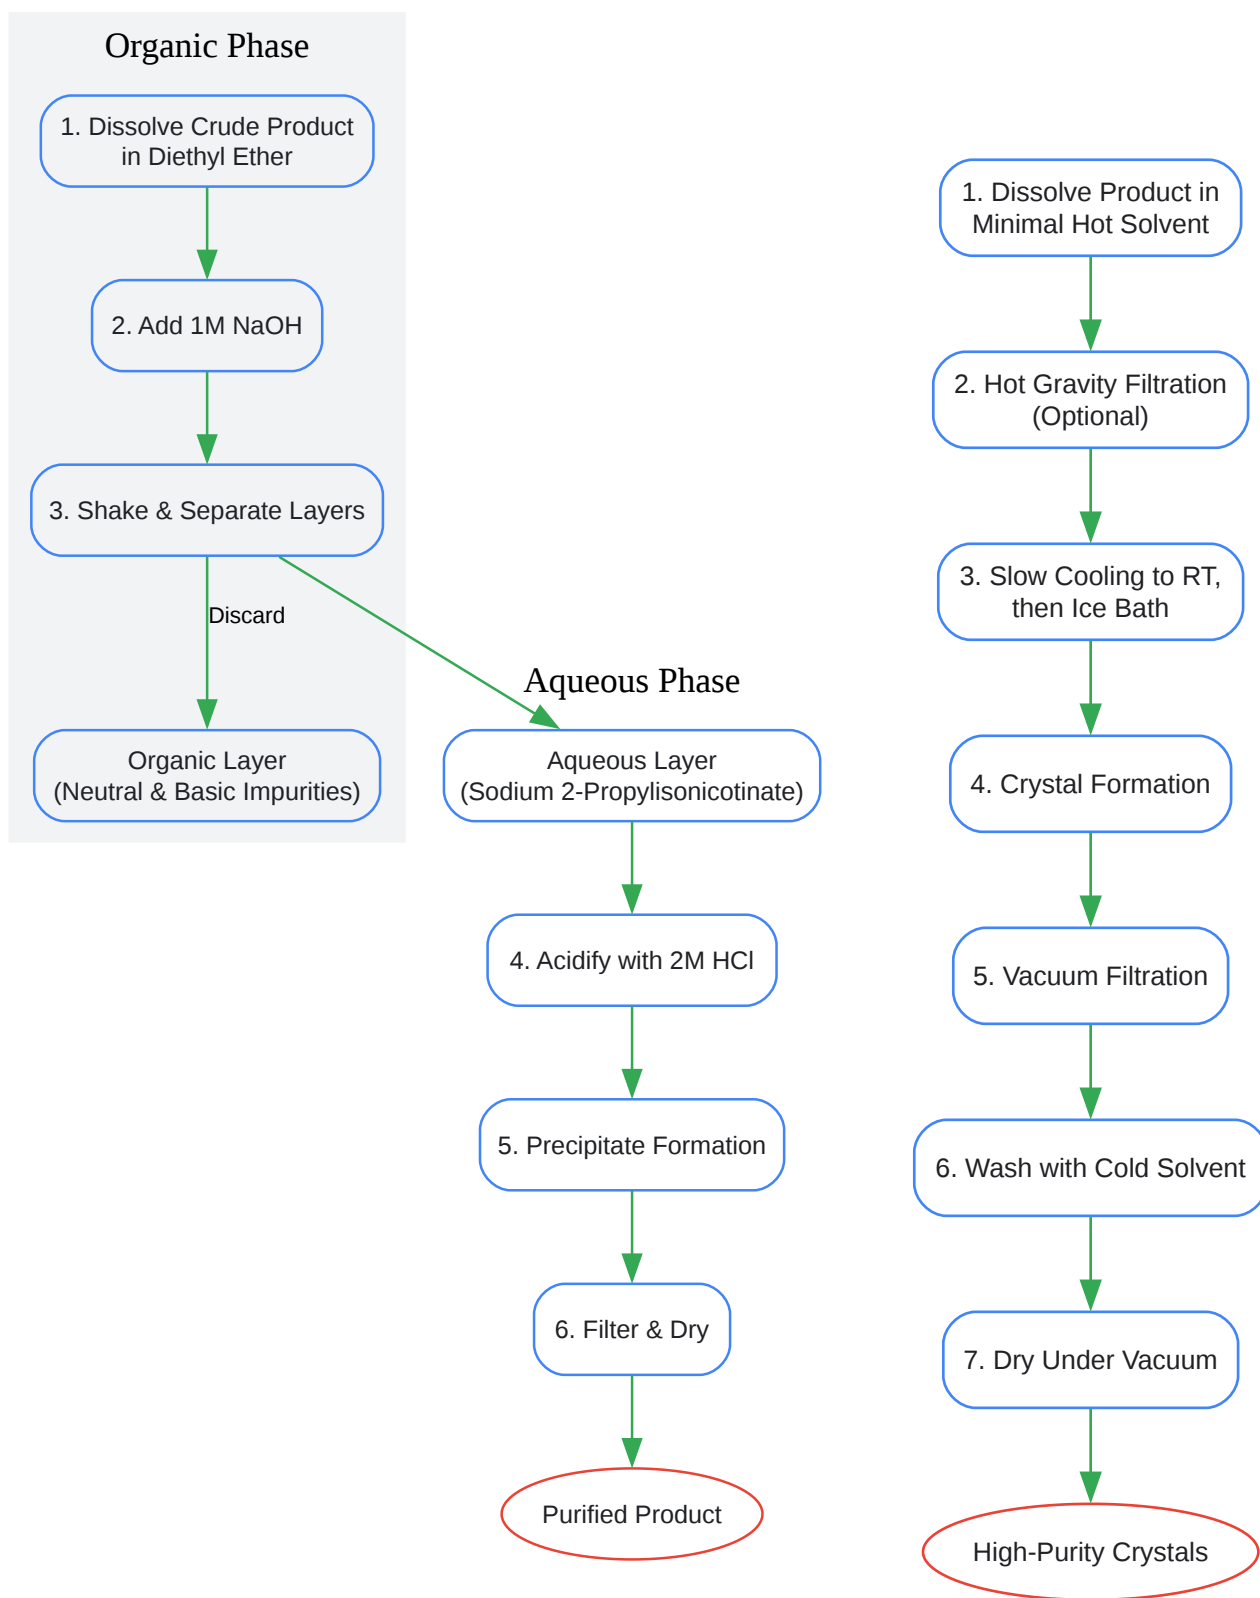 Organic Phase
1. Dissolve Crude Product
in Diethyl Ether
2. Add 1M NaOH
3. Shake & Separate Layers
Discard
Organic Layer
(Neutral & Basic Impurities)
Aqueous Phase
Aqueous Layer
(Sodium 2-Propylisonicotinate)
4. Acidify with 2M HCl
5. Precipitate Formation
6. Filter & Dry
Purified Product
1. Dissolve Product in
Minimal Hot Solvent
2. Hot Gravity Filtration
(Optional)
3. Slow Cooling to RT,
then Ice Bath
4. Crystal Formation
5. Vacuum Filtration
6. Wash with Cold Solvent
7. Dry Under Vacuum
High-Purity Crystals